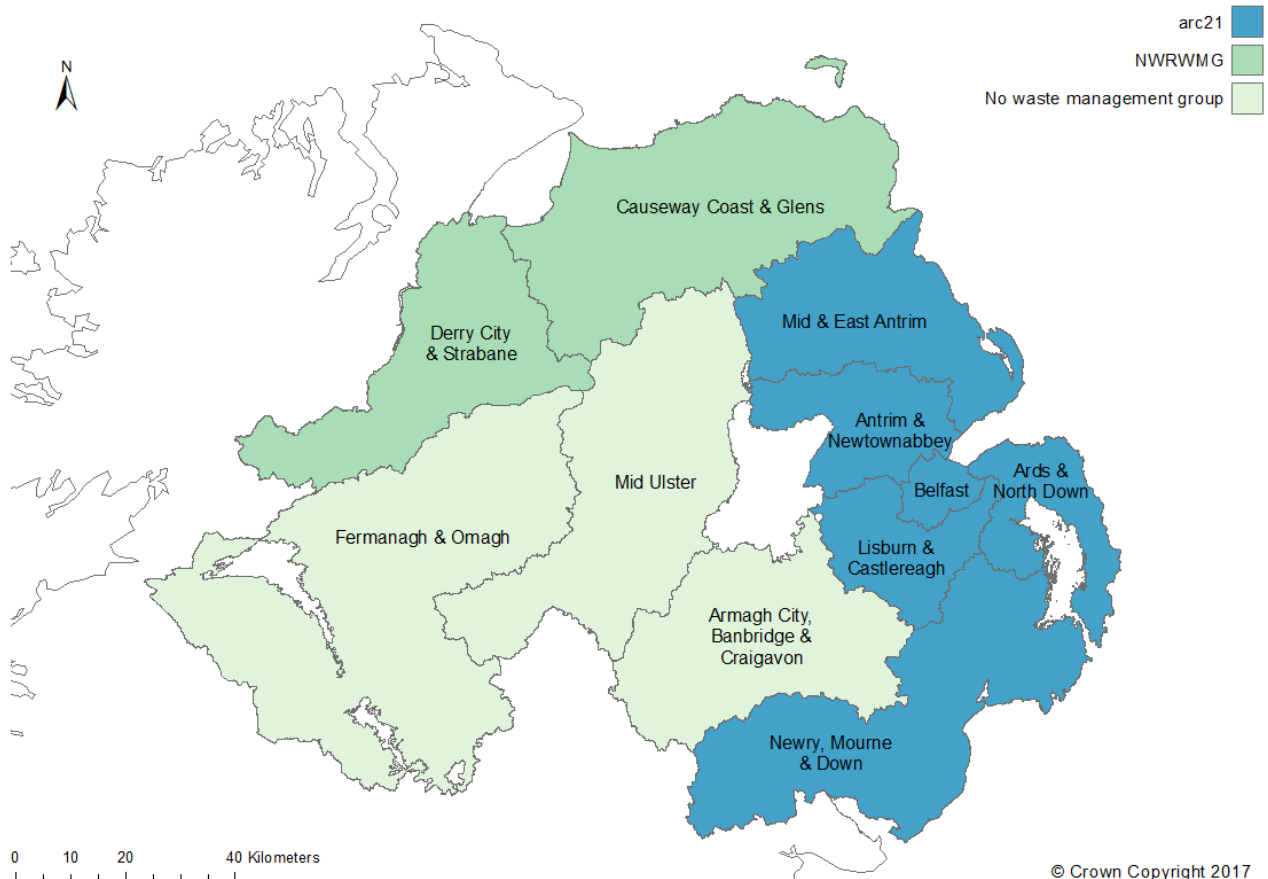 arc21
NWRWMG
No waste management group
N
Causeway Coast & Glens
Mid & East Antrim
Derry City
& Strabane
Antrim &
Newtownabbey
Belfast
Ards &
North Down
Mid Ulster
Fermanagh & Omagh
Lisburn &
Castlereagh
Armagh City,
Banbridge &
Craigavon
Newry, Mourne
& Down
0 10 20 40 Kilometers
© Crown Copyright 2017